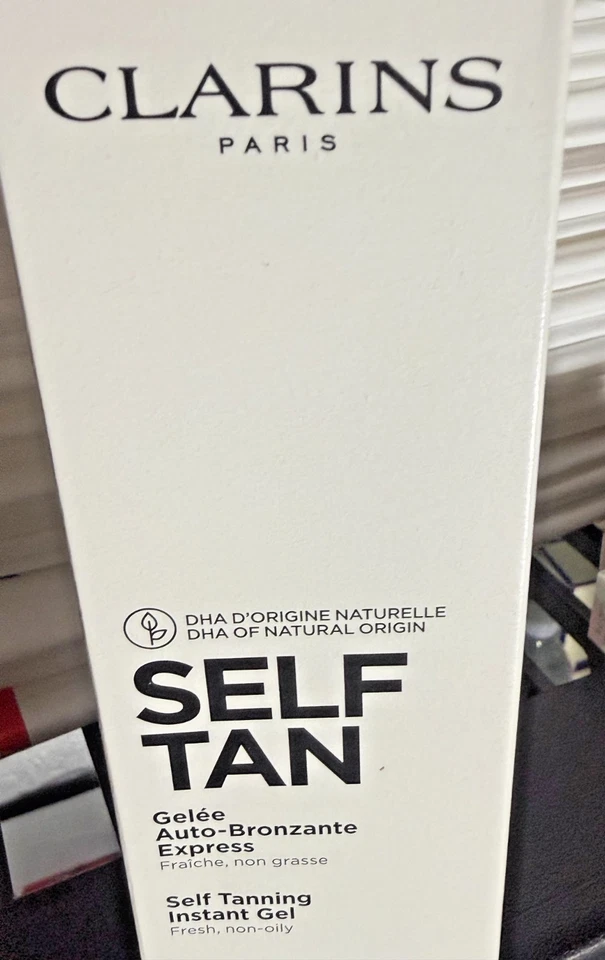 CLARINS
PARIS
DHA D'ORIGINE NATURELLE
DHA OF NATURAL ORIGIN
SELF
TAN
Gelée
Auto-Bronzante
Express
Fraîche, non grasse
Self Tanning
Instant Gel
Fresh, non-oily